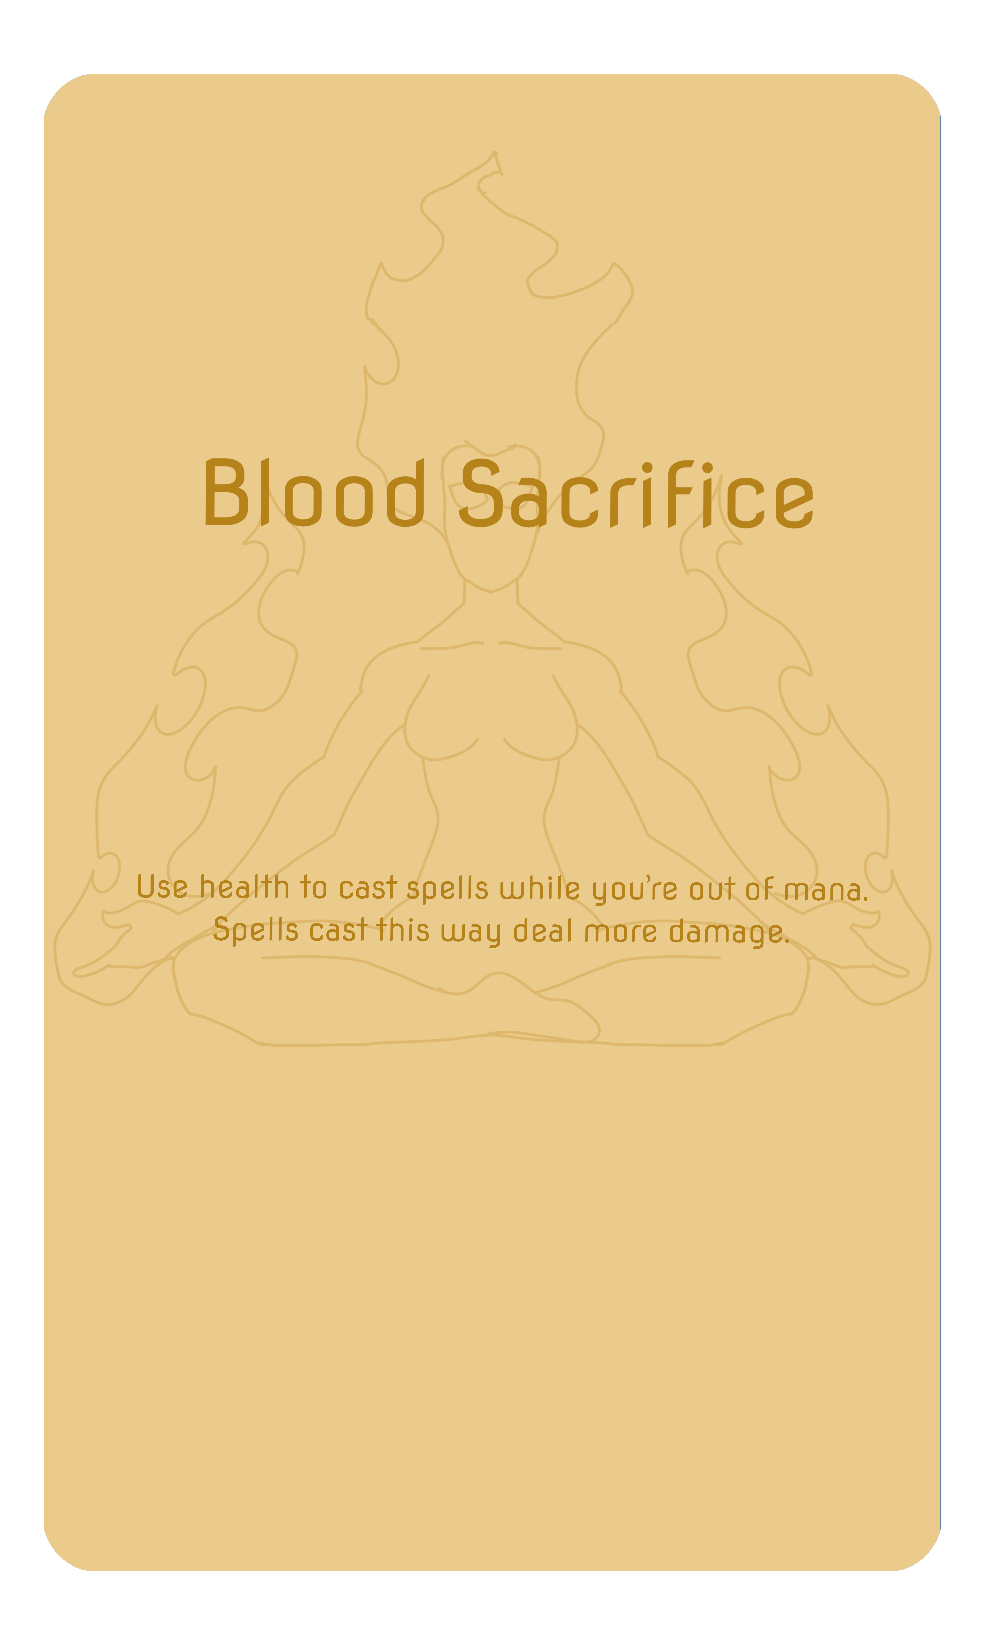 Blood Sacrifice
Use health to cast spells while you're out of mana.
Spells cast this way deal more damage.